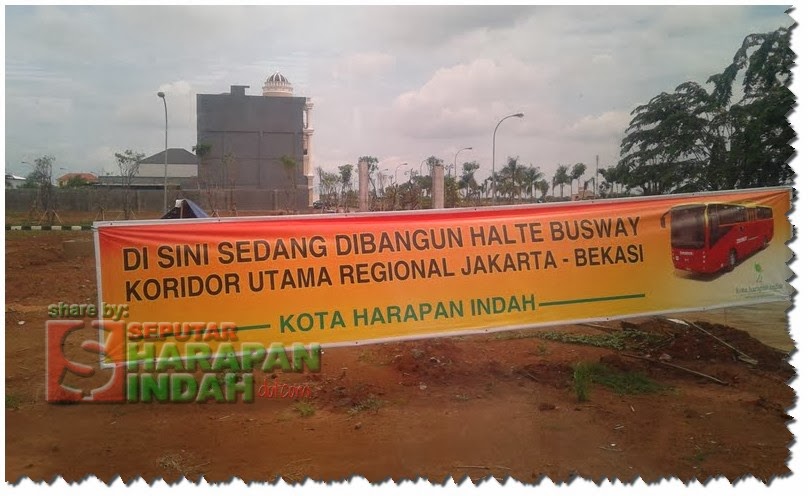 DI SINI SEDANG DIBANGUN HALTE BUSWAY
KORIDOR UTAMA REGIONAL JAKARTA - BEKASI
KOTA HARAPAN INDAH
share by:
SEPUTAR
HARAPAN
INDAH